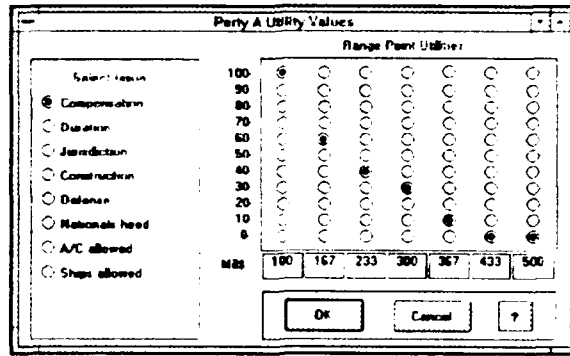 Party A Utility Values
Range Point Utilities
Select Issue
Compensation
Duration
Jurisdiction
Construction
Defense
Nationals hired
A/C allowed
Ships allowed
100
90
80
70
60
50
40
30
20
10
0
M$s 100 167 233 300 367 433 500
OK Cancel ?